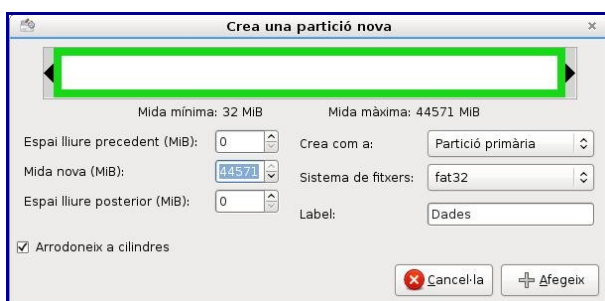 Crea una partició nova
Mida mínima: 32 MiB Mida màxima: 44571 MiB
Espai lliure precedent (MiB): 0 Crea com a: Partició primària
Mida nova (MiB): 44571 Sistema de fitxers: fat32
Espai lliure posterior (MiB): 0 Label: Dades
Arrodoneix a cilindres
Cancel·la Afegeix